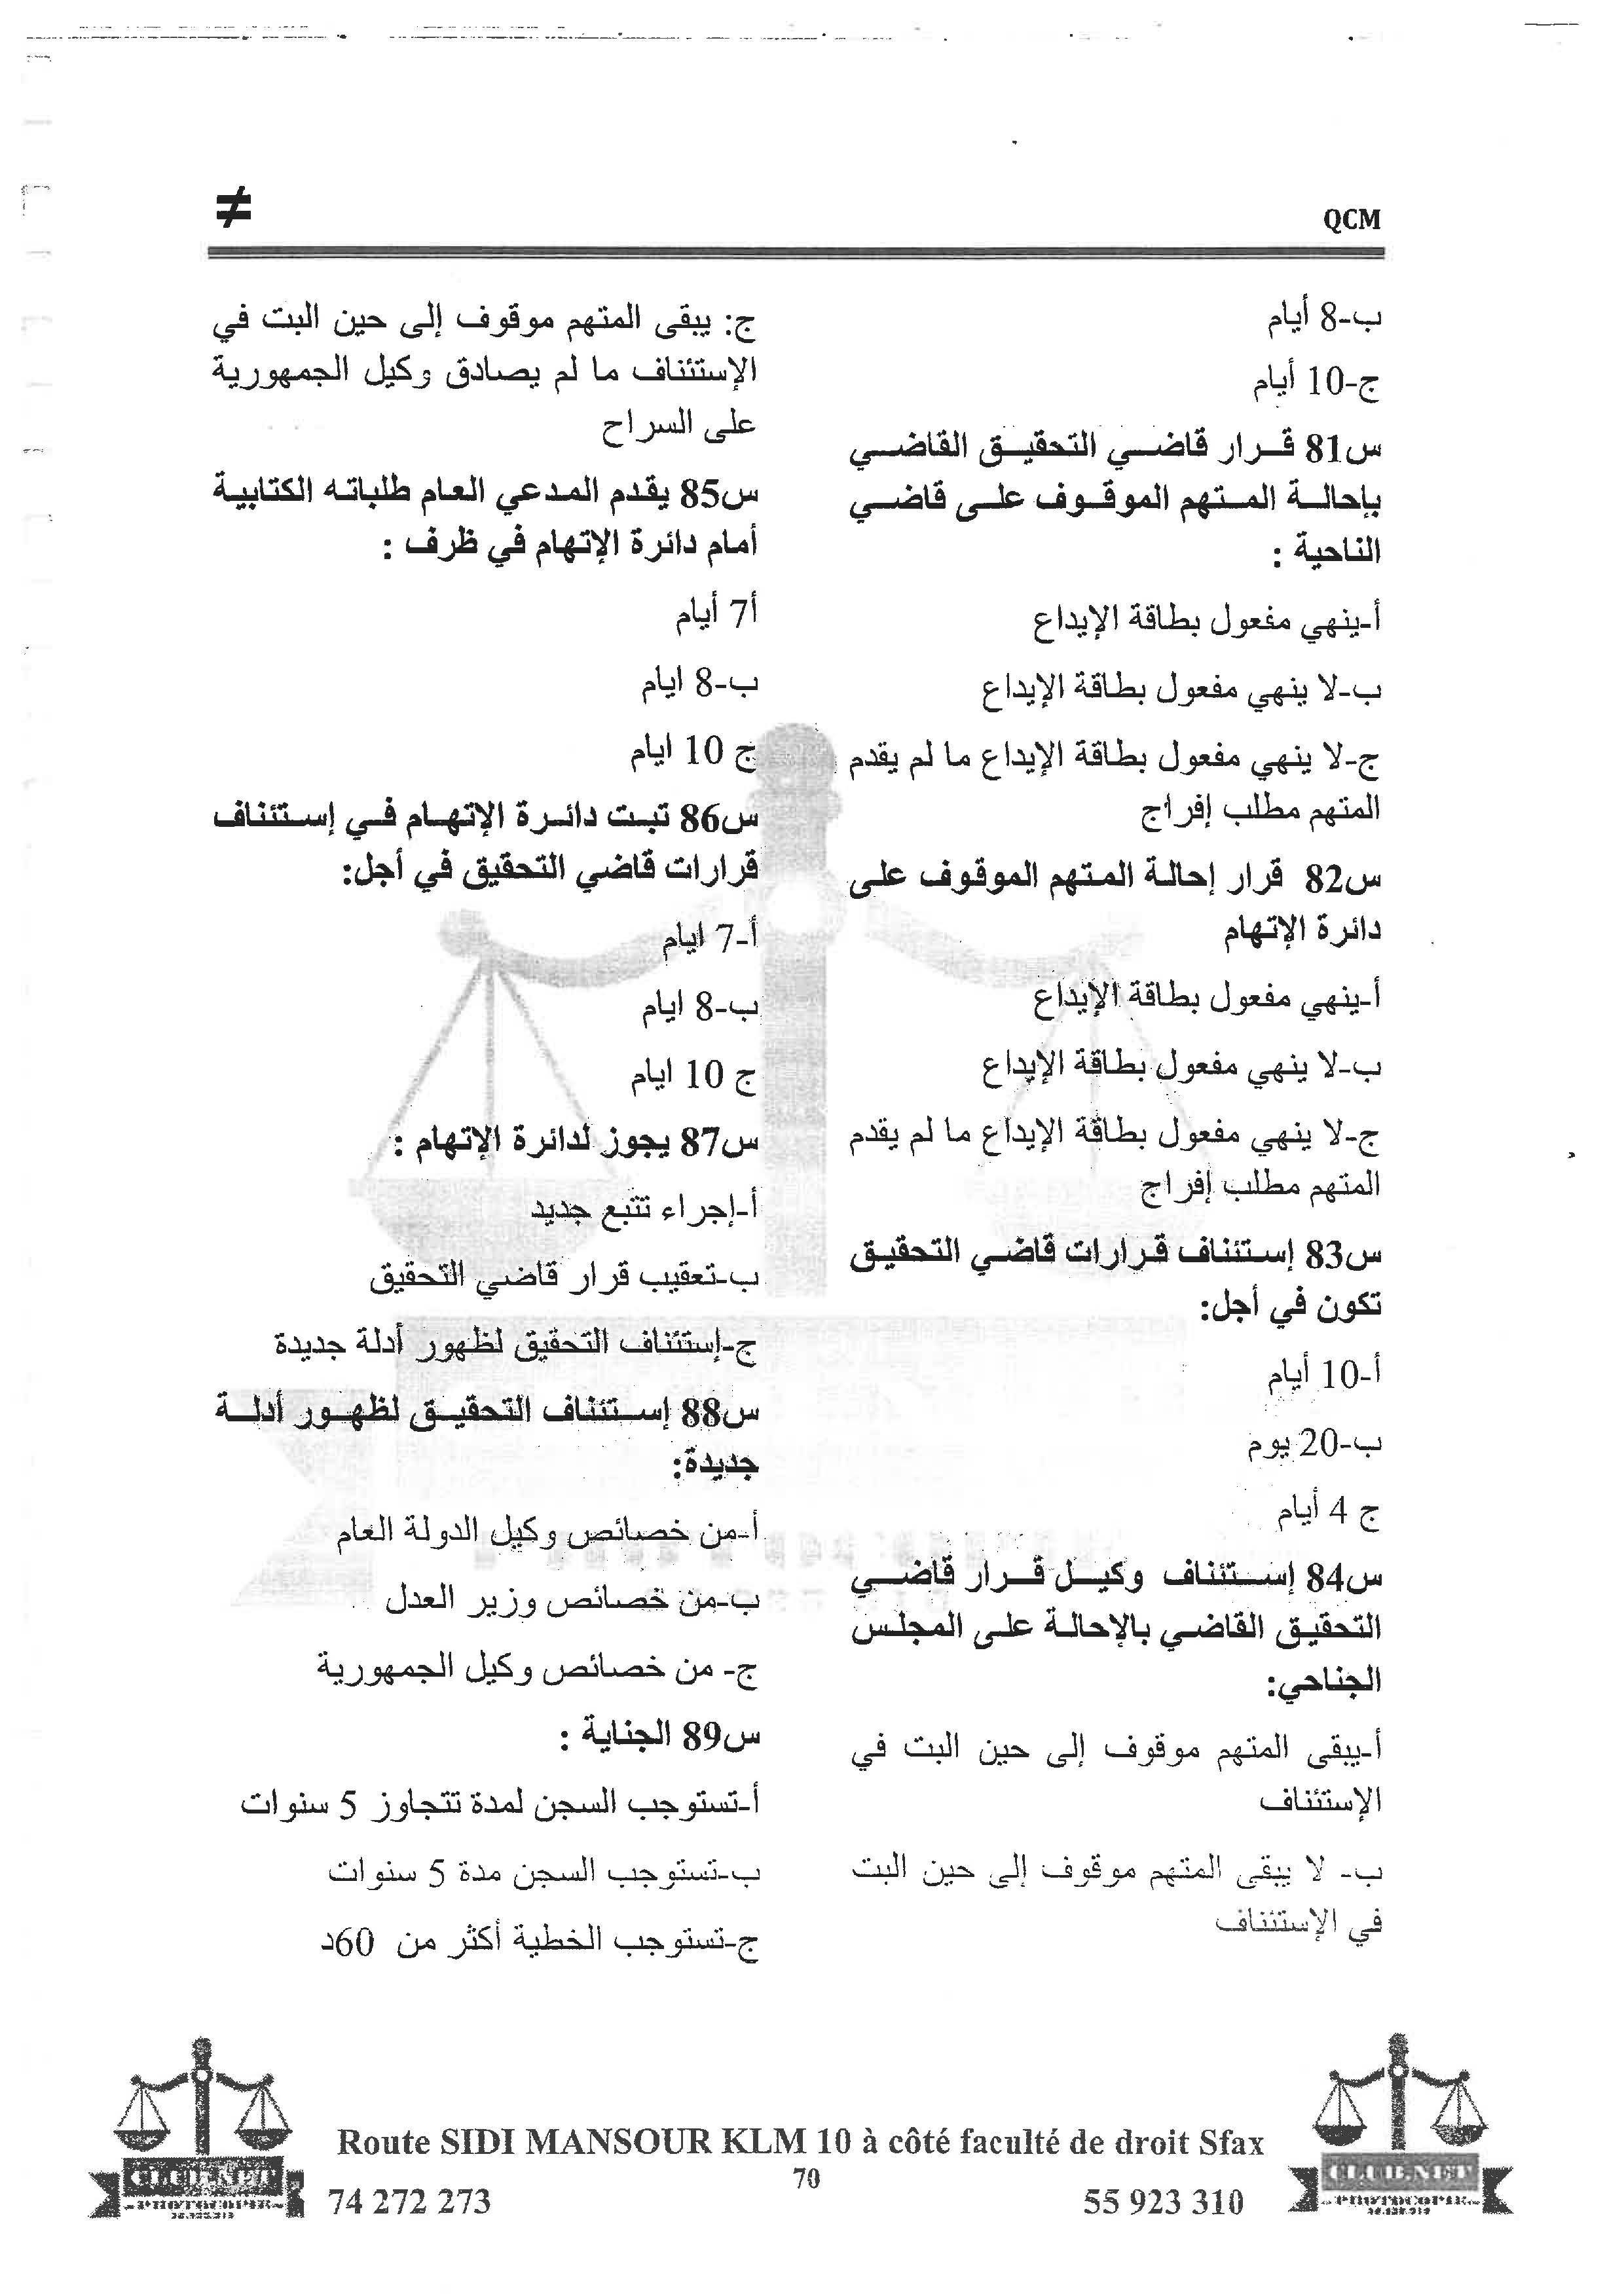 QCM
≠
ب-8 أيام
ج-10 أيام
س81 قرار قاضي التحقيق القاضي
بإحالة المتهم الموقوف على قاضي
الناحية :
أ-ينهي مفعول بطاقة الإيداع
ب-لا ينهي مفعول بطاقة الإيداع
ج-لا ينهي مفعول بطاقة الإيداع ما لم يقدم
المتهم مطلب إفراج
س82 قرار إحالة المتهم الموقوف على
دائرة الإتهام
أ-ينهي مفعول بطاقة الإيداع
ب-لا ينهي مفعول بطاقة الإيداع
ج-لا ينهي مفعول بطاقة الإيداع ما لم يقدم
المتهم مطلب إفراج
س83 إستئناف قرارات قاضي التحقيق
تكون في أجل:
أ-10 أيام
ب-20 يوم
ج 4 أيام
س84 إستئناف وكيل قرار قاضي
التحقيق القاضي بالإحالة على المجلس
الجناحي:
أ-يبقى المتهم موقوف إلى حين البت في
الإستئناف
ب- لا يبقى المتهم موقوف إلى حين البت
في الإستئناف
ج: يبقى المتهم موقوف إلى حين البت في
الإستئناف ما لم يصادق وكيل الجمهورية
على السراح
س85 يقدم المدعي العام طلباته الكتابية
أمام دائرة الإتهام في ظرف :
أ7 أيام
ب-8 ايام
ج 10 ايام
س86 تبت دائرة الإتهام في إستئناف
قرارات قاضي التحقيق في أجل:
أ-7 ايام
ب-8 ايام
ج 10 ايام
س87 يجوز لدائرة الإتهام :
أ-إجراء تتبع جديد
ب-تعقيب قرار قاضي التحقيق
ج-إستئناف التحقيق لظهور أدلة جديدة
س88 إستئناف التحقيق لظهور أدلة
جديدة:
أ-من خصائص وكيل الدولة العام
ب-من خصائص وزير العدل
ج- من خصائص وكيل الجمهورية
س89 الجناية :
أ-تستوجب السجن لمدة تتجاوز 5 سنوات
ب-تستوجب السجن مدة 5 سنوات
ج-تستوجب الخطية أكثر من 60د
Route SIDI MANSOUR KLM 10 à côté faculté de droit Sfax
70
74 272 273
55 923 310
CLUB.NET
PHOTOCOPIE
CLUB.NET
PHOTOCOPIE